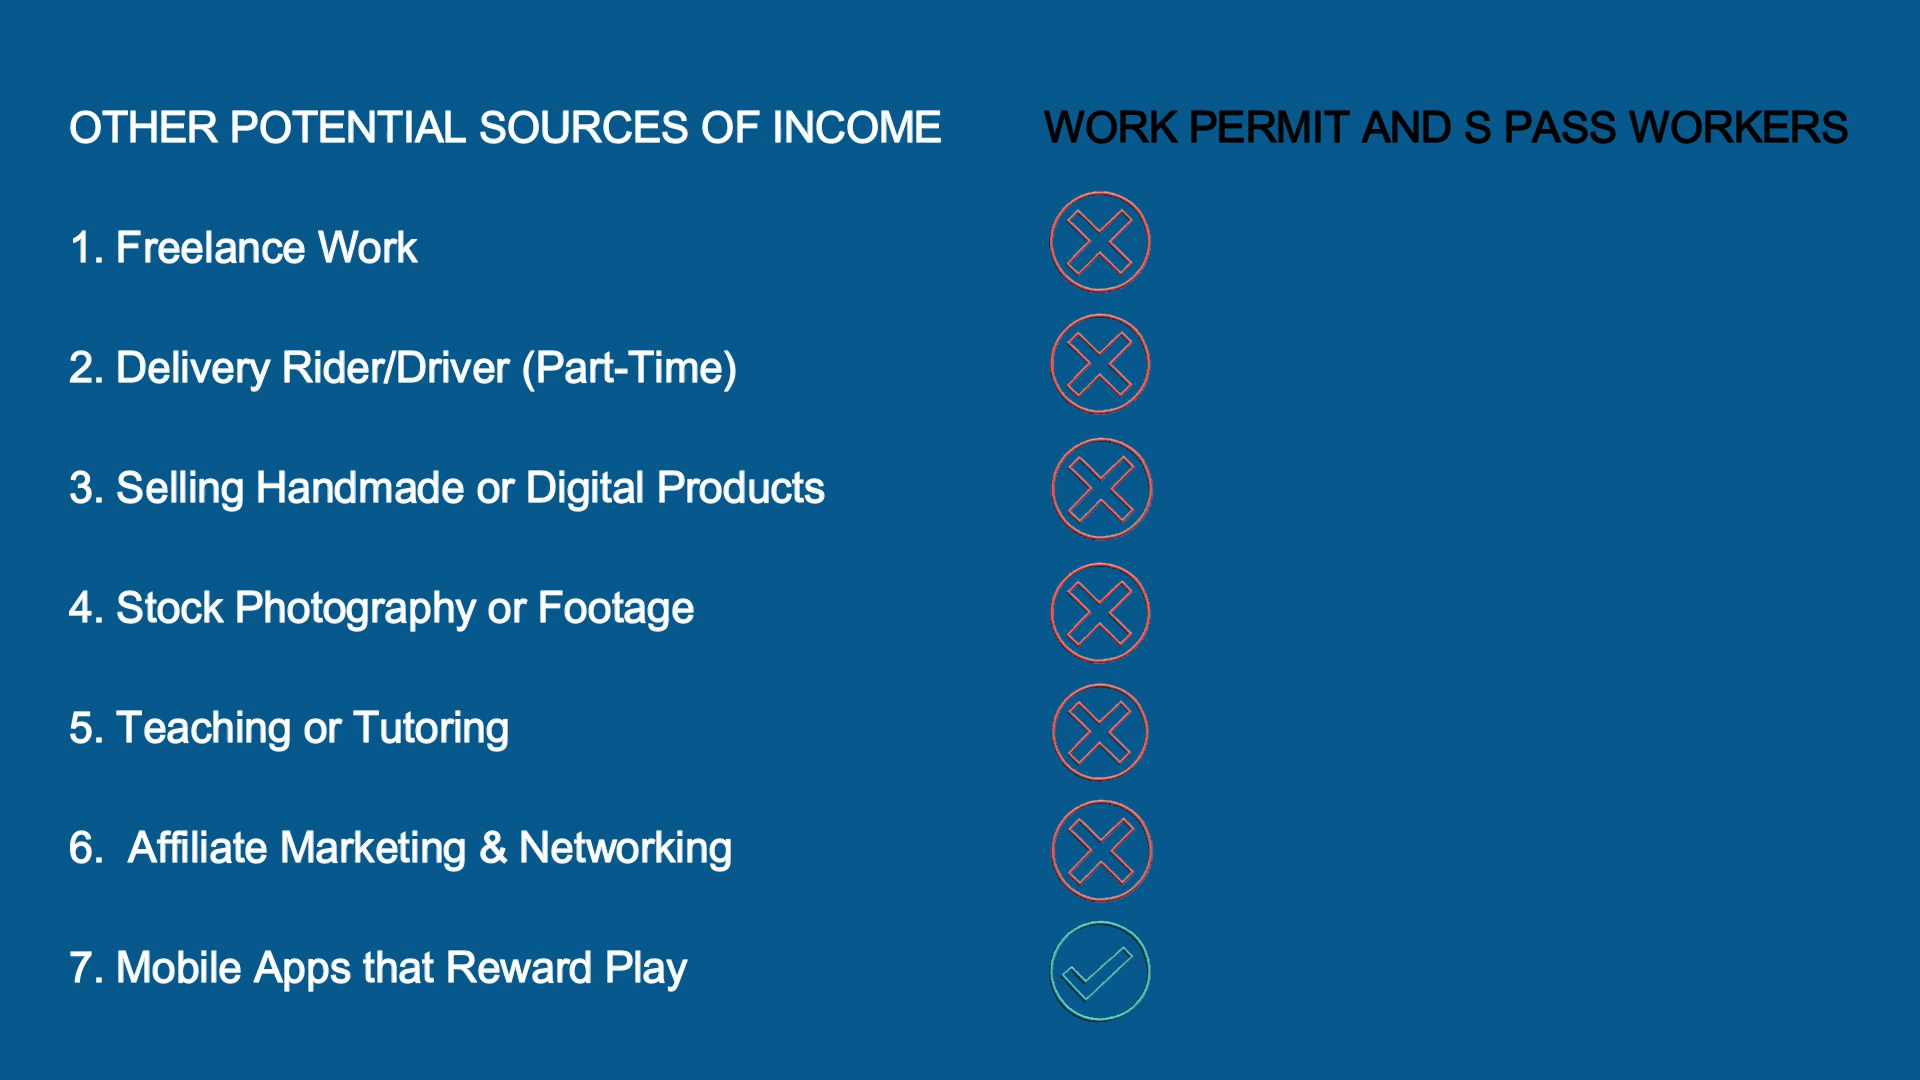 OTHER POTENTIAL SOURCES OF INCOME
WORK PERMIT AND S PASS WORKERS
1. Freelance Work
2. Delivery Rider/Driver (Part-Time)
3. Selling Handmade or Digital Products
4. Stock Photography or Footage
5. Teaching or Tutoring
6.  Affiliate Marketing & Networking
7. Mobile Apps that Reward Play